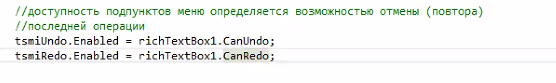 //доступность подпунктов меню определяется возможностью отмены (повтора)
//последней операции
tsmiUndo.Enabled = richTextBox1.CanUndo;
tsmiRedo.Enabled = richTextBox1.CanRedo;